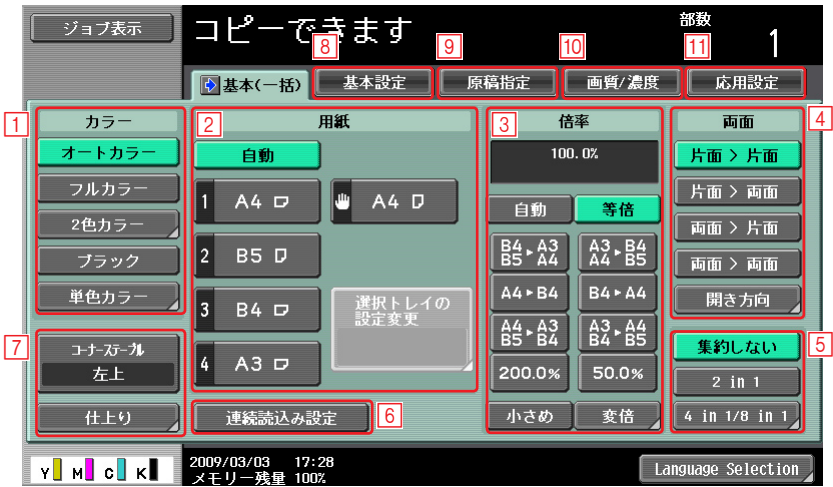 ジョブ表示
コピーできます
部数
1
8
9
10
11
基本(一括)
基本設定
原稿指定
画質/濃度
応用設定
1
カラー
オートカラー
フルカラー
2色カラー
ブラック
単色カラー
2
用紙
自動
1 A4
A4
2 B5
3 B4
4 A3
選択トレイの
設定変更
3
倍率
100.0%
自動
等倍
B4▸A3
B5▸A4
A3▸B4
A4▸B5
A4▸B4
B4▸A4
A4▸A3
B5▸B4
A3▸A4
B4▸B5
200.0%
50.0%
小さめ
変倍
4
両面
片面 > 片面
片面 > 両面
両面 > 片面
両面 > 両面
開き方向
5
集約しない
2 in 1
4 in 1/8 in 1
7
コーナーステープル
左上
仕上り
連続読込み設定
6
Y M C K
2009/03/03 17:28
メモリー残量 100%
Language Selection